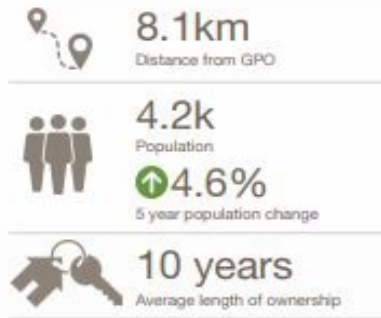 8.1km
Distance from GPO
4.2k
Population
4.6%
5 year population change
10 years
Average length of ownership